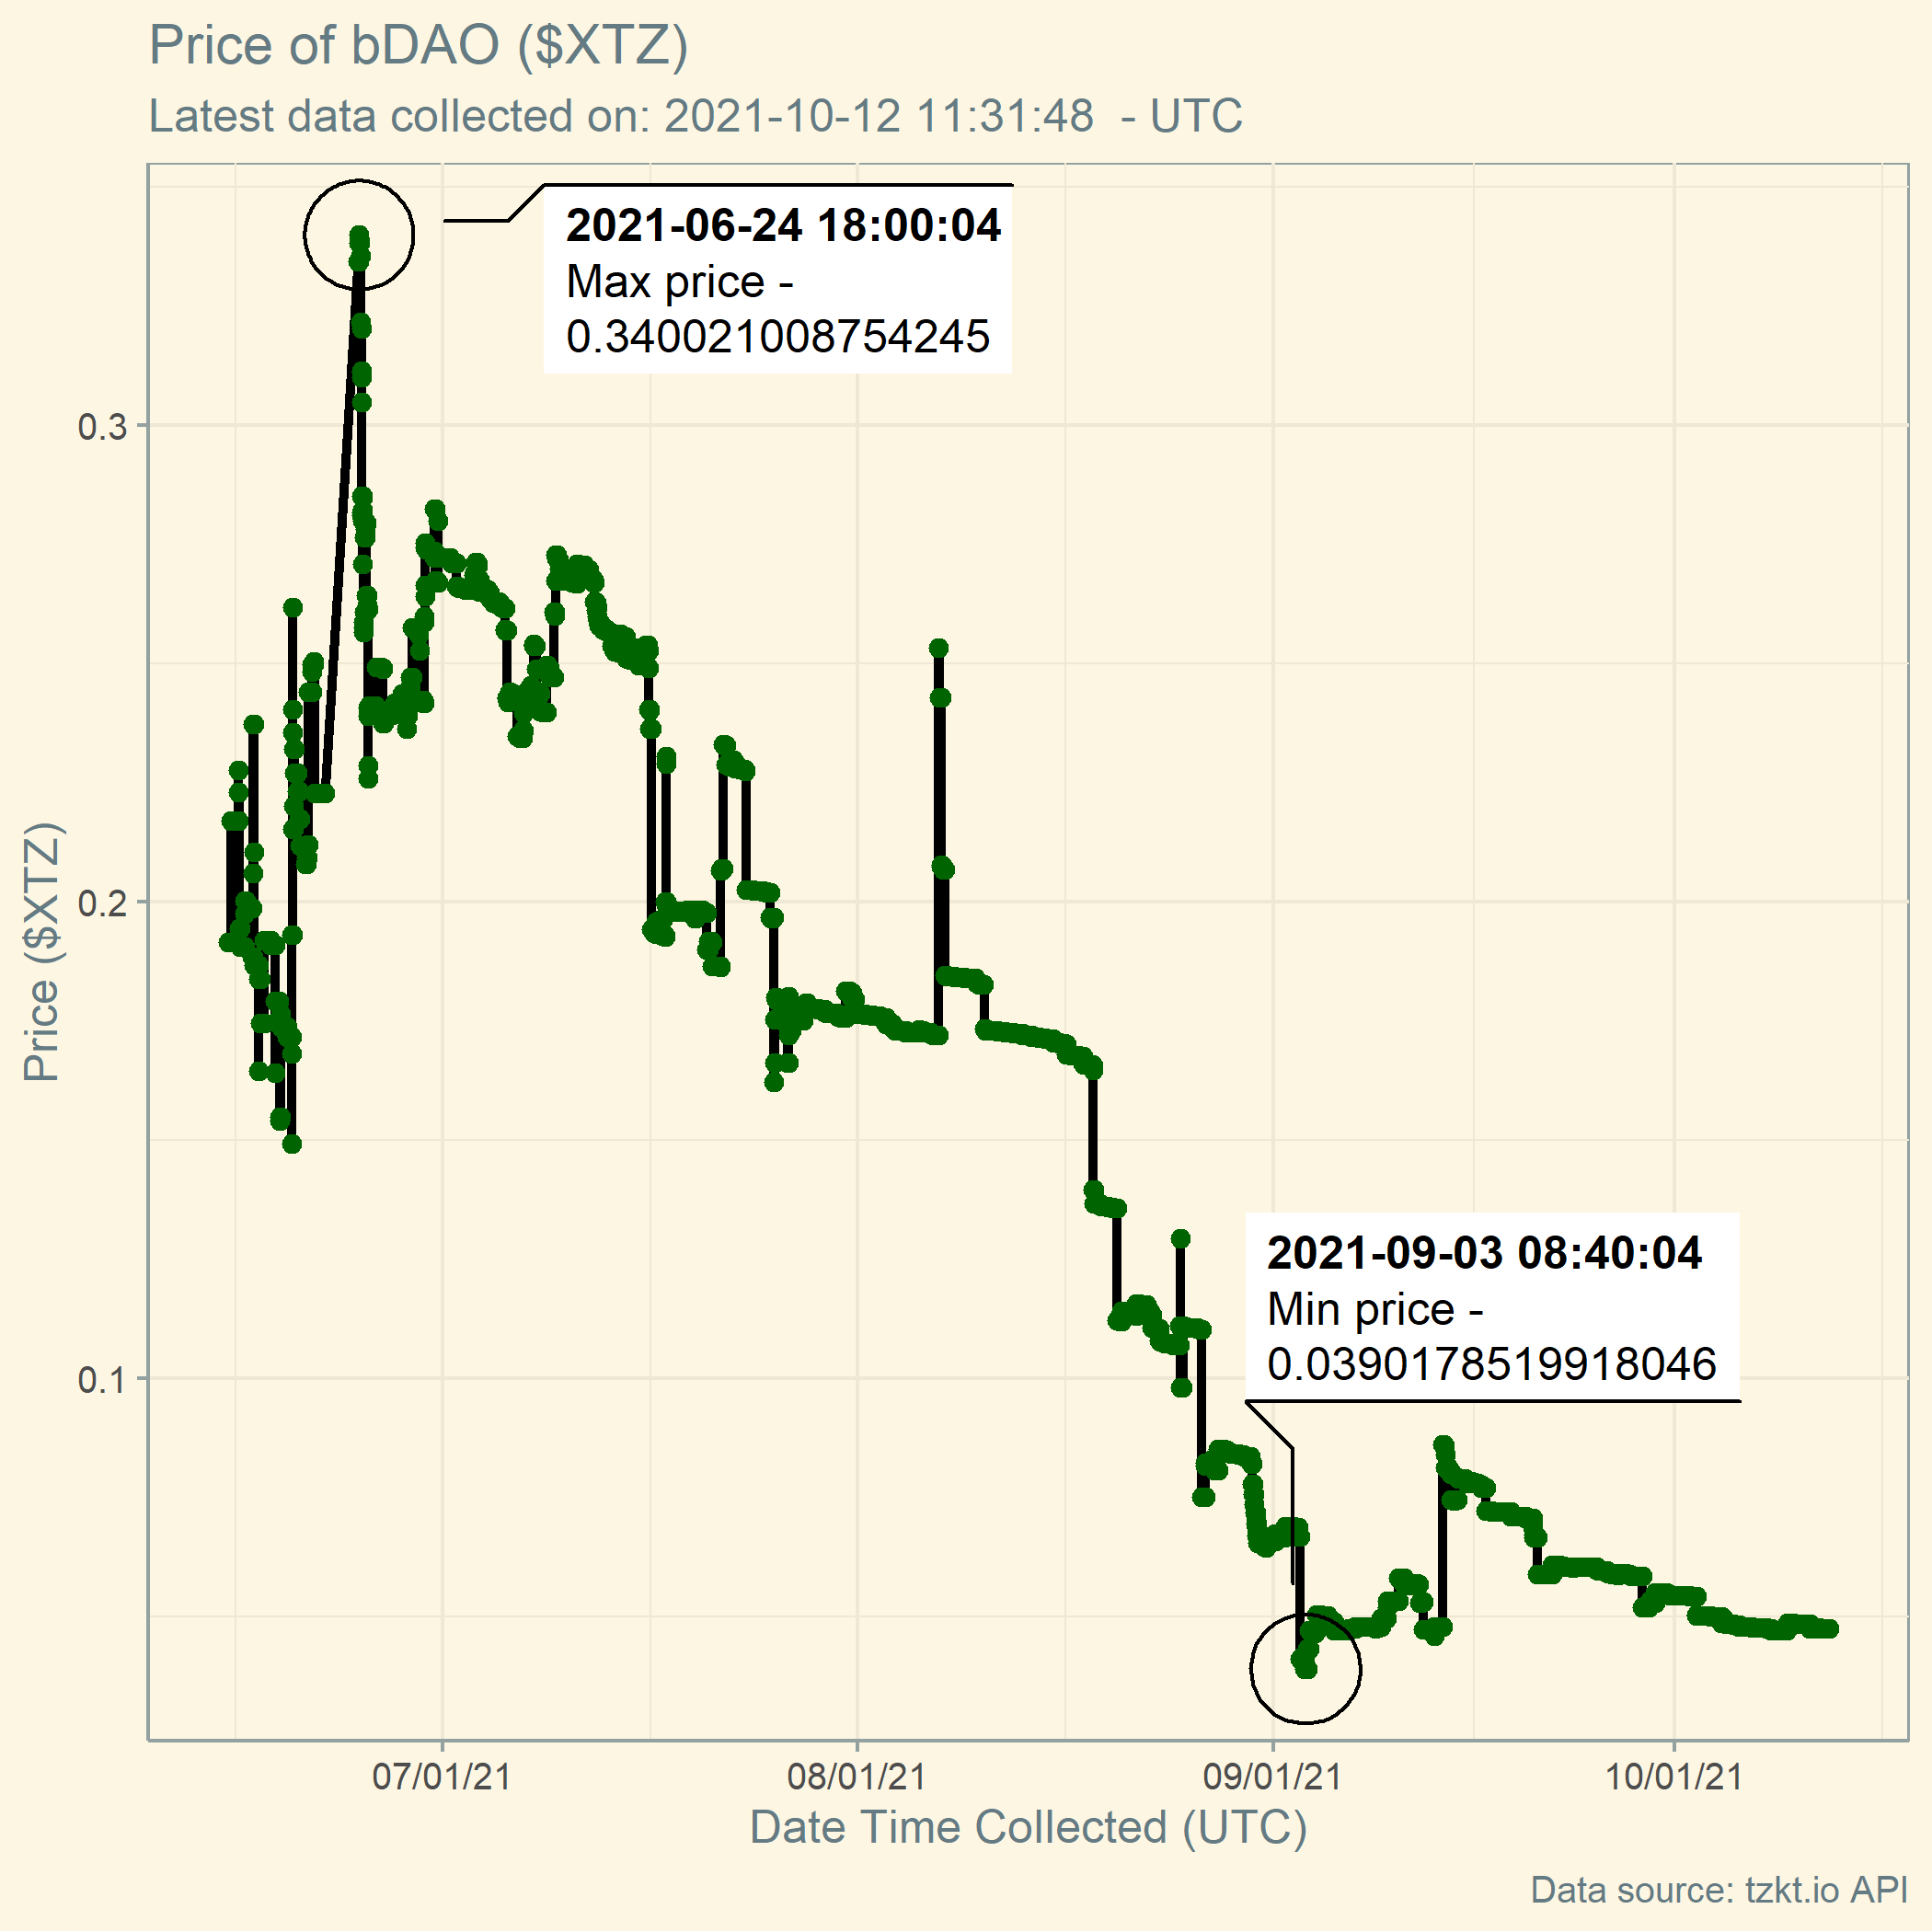 Price of bDAO ($XTZ)
Latest data collected on: 2021-10-12 11:31:48  - UTC
2021-06-24 18:00:04
Max price -
0.340021008754245
0.3
0.2
0.1
Price ($XTZ)
2021-09-03 08:40:04
Min price -
0.0390178519918046
07/01/21
08/01/21
09/01/21
10/01/21
Date Time Collected (UTC)
Data source: tzkt.io API